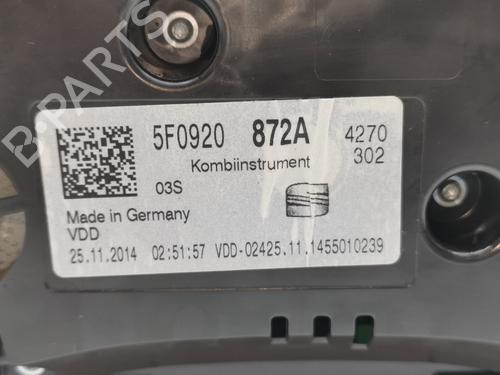 5F0920 872A 4270
Kombiinstrument 302
03S
Made in Germany
VDD
25.11.2014 02:51:57 VDD-02425.11.1455010239
B-PARTS